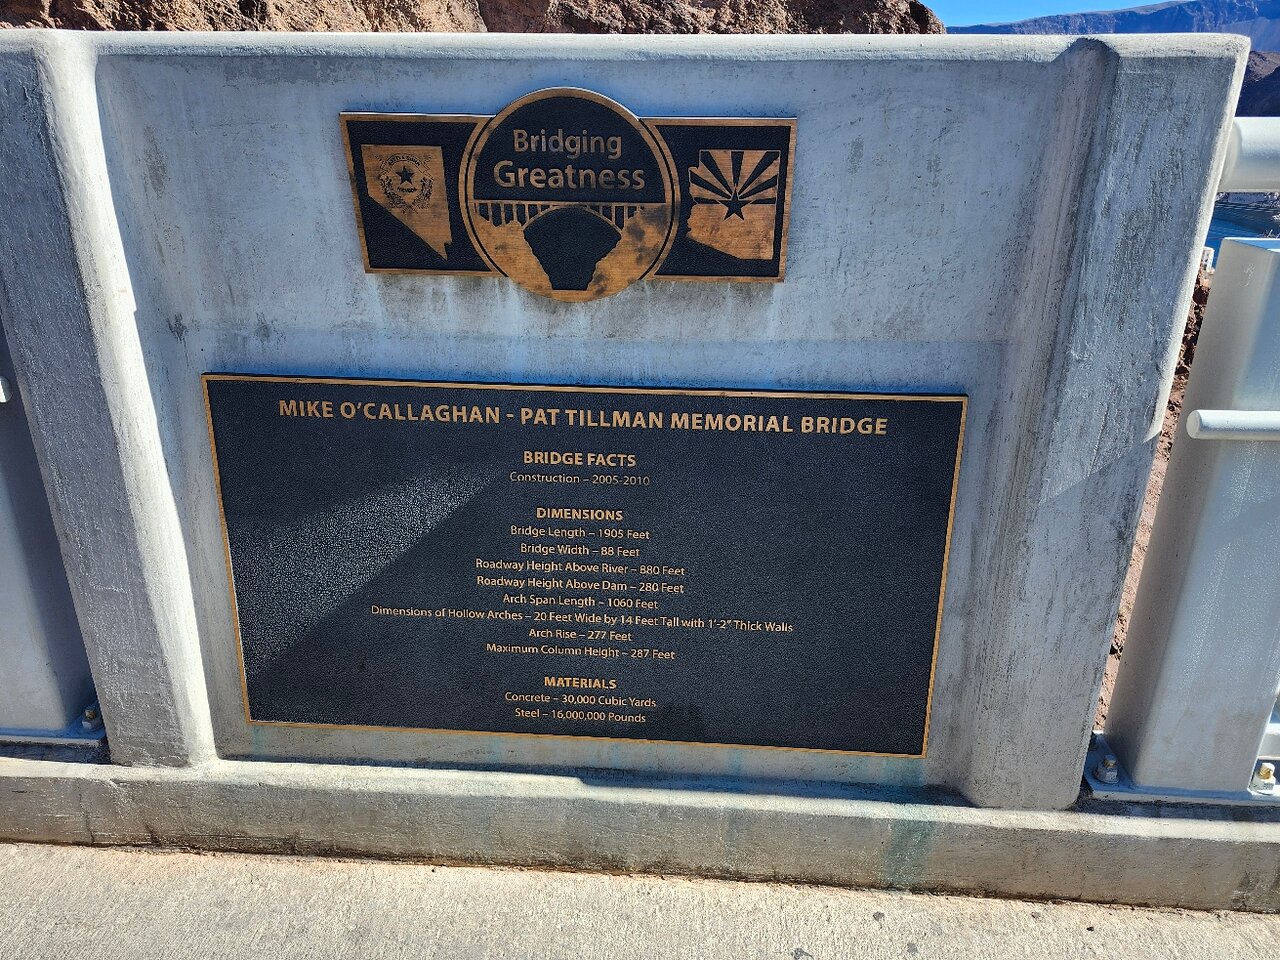 Bridging
Greatness
MIKE O'CALLAGHAN - PAT TILLMAN MEMORIAL BRIDGE
BRIDGE FACTS
Construction – 2005-2010
DIMENSIONS
Bridge Length – 1905 Feet
Bridge Width – 88 Feet
Roadway Height Above River – 880 Feet
Roadway Height Above Dam – 280 Feet
Arch Span Length – 1060 Feet
Dimensions of Hollow Arches – 20 Feet Wide by 14 Feet Tall with 1'-2" Thick Walls
Arch Rise – 277 Feet
Maximum Column Height – 287 Feet
MATERIALS
Concrete – 30,000 Cubic Yards
Steel – 16,000,000 Pounds